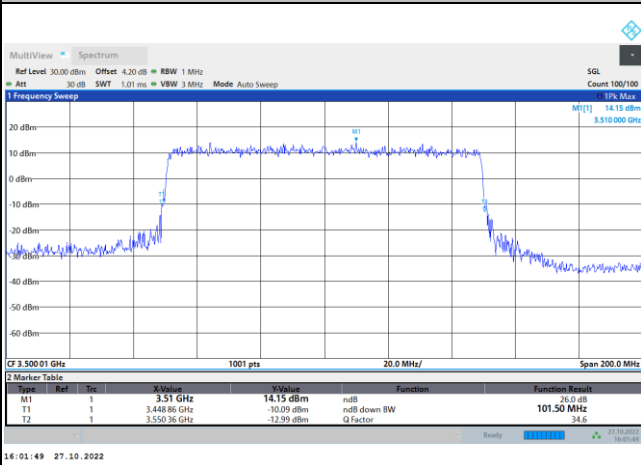 MultiView Spectrum
Ref Level 30.00 dBm Offset 4.20 dB RBW 1 MHz SGL
Att 30 dB SWT 1.01 ms VBW 3 MHz Mode Auto Sweep Count 100/100
1 Frequency Sweep 1Pk Max
M1[1] 14.15 dBm
3.510 000 GHz
20 dBm
M1
10 dBm
0 dBm
T1
-10 dBm
T2
-20 dBm
-30 dBm
-40 dBm
-50 dBm
-60 dBm
CF 3.500 01 GHz 1001 pts 20.0 MHz/ Span 200.0 MHz
2 Marker Table
Type Ref Trc X-Value Y-Value Function Function Result
M1 1 3.51 GHz 14.15 dBm ndB 26.0 dB
T1 1 3.448 86 GHz -10.09 dBm ndB down BW 101.50 MHz
T2 1 3.550 36 GHz -12.99 dBm Q Factor 34.6
Ready 27.10.2022
16:01:49
16:01:49 27.10.2022